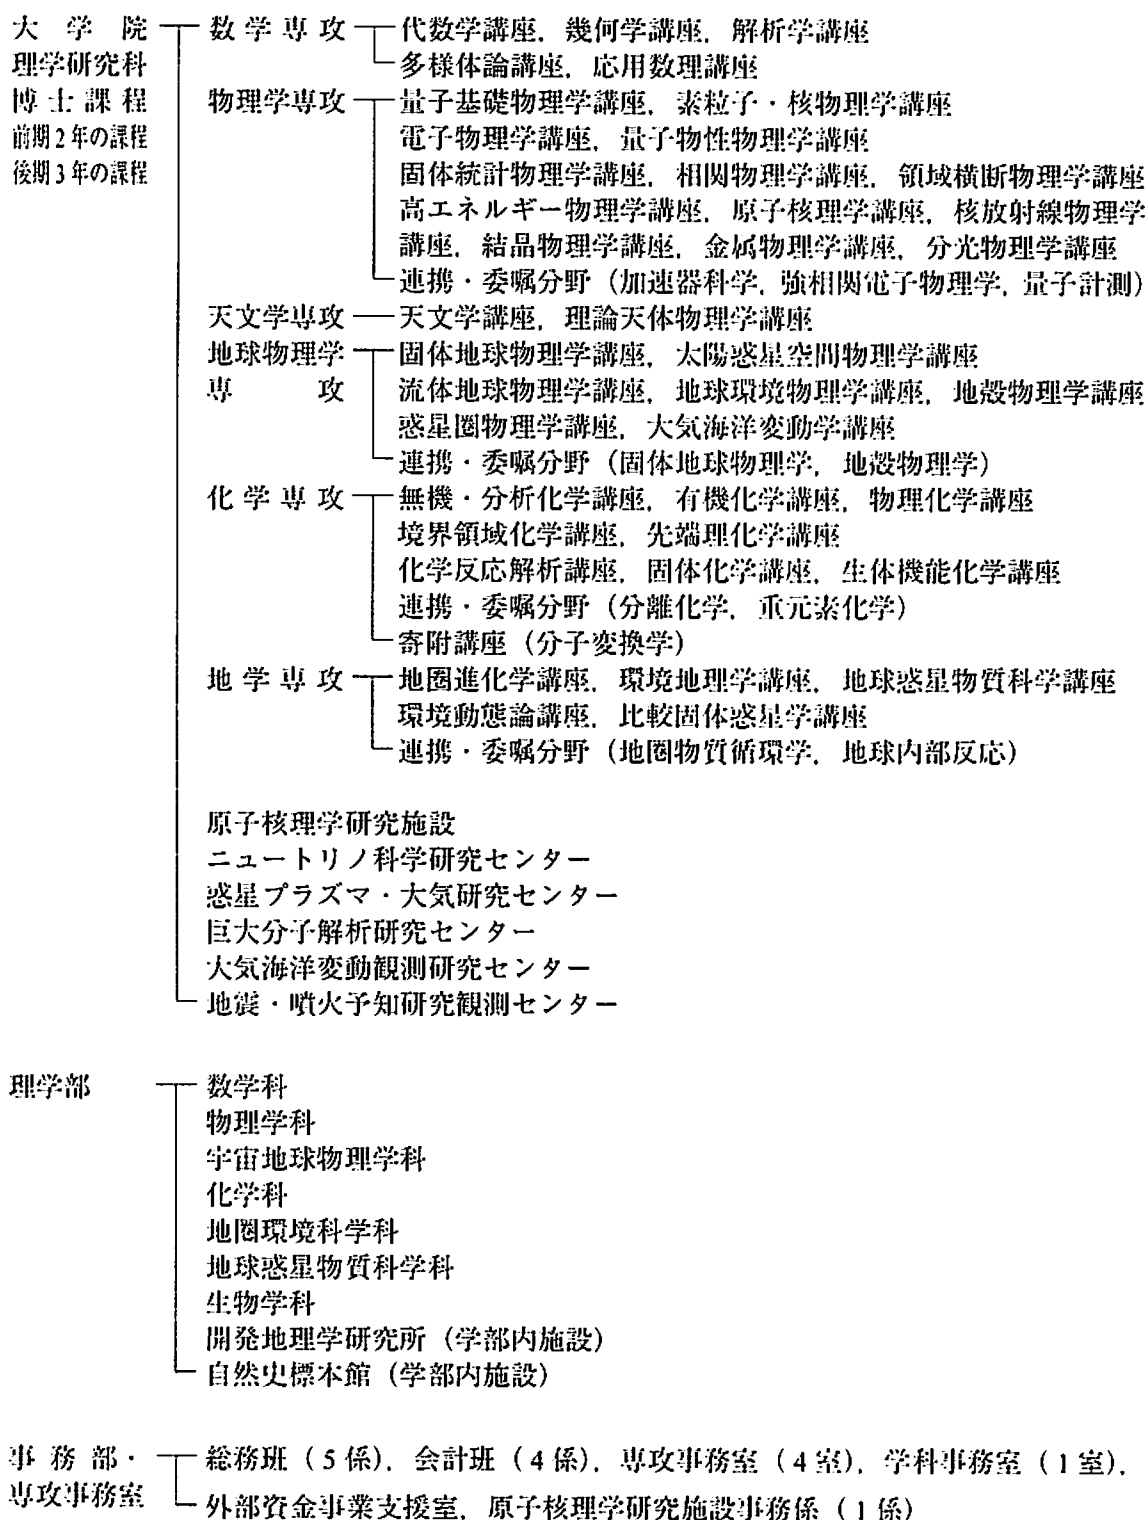 大学院 数学専攻 代数学講座，幾何学講座，解析学講座
理学研究科 多様体論講座，応用数理講座
博士課程 物理学専攻 量子基礎物理学講座，素粒子・核物理学講座
前期2年の課程 電子物理学講座，量子物性物理学講座
後期3年の課程 固体統計物理学講座，相関物理学講座，領域横断物理学講座
高エネルギー物理学講座，原子核理学講座，核放射線物理学
講座，結晶物理学講座，金属物理学講座，分光物理学講座
連携・委嘱分野（加速器科学，強相関電子物理学，量子計測）
天文学専攻 天文学講座，理論天体物理学講座
地球物理学 固体地球物理学講座，太陽惑星空間物理学講座
専攻 流体地球物理学講座，地球環境物理学講座，地殻物理学講座
惑星圏物理学講座，大気海洋変動学講座
連携・委嘱分野（固体地球物理学，地殻物理学）
化学専攻 無機・分析化学講座，有機化学講座，物理化学講座
境界領域化学講座，先端理化学講座
化学反応解析講座，固体化学講座，生体機能化学講座
連携・委嘱分野（分離化学，重元素化学）
寄附講座（分子変換学）
地学専攻 地圏進化学講座，環境地理学講座，地球惑星物質科学講座
環境動態論講座，比較固体惑星学講座
連携・委嘱分野（地圏物質循環学，地球内部反応）
原子核理学研究施設
ニュートリノ科学研究センター
惑星プラズマ・大気研究センター
巨大分子解析研究センター
大気海洋変動観測研究センター
地震・噴火予知研究観測センター
理学部 数学科
物理学科
宇宙地球物理学科
化学科
地圏環境科学科
地球惑星物質科学科
生物学科
開発地理学研究所（学部内施設）
自然史標本館（学部内施設）
事務部・ 総務班（5係），会計班（4係），専攻事務室（4室），学科事務室（1室），
専攻事務室 外部資金事業支援室，原子核理学研究施設事務係（1係）